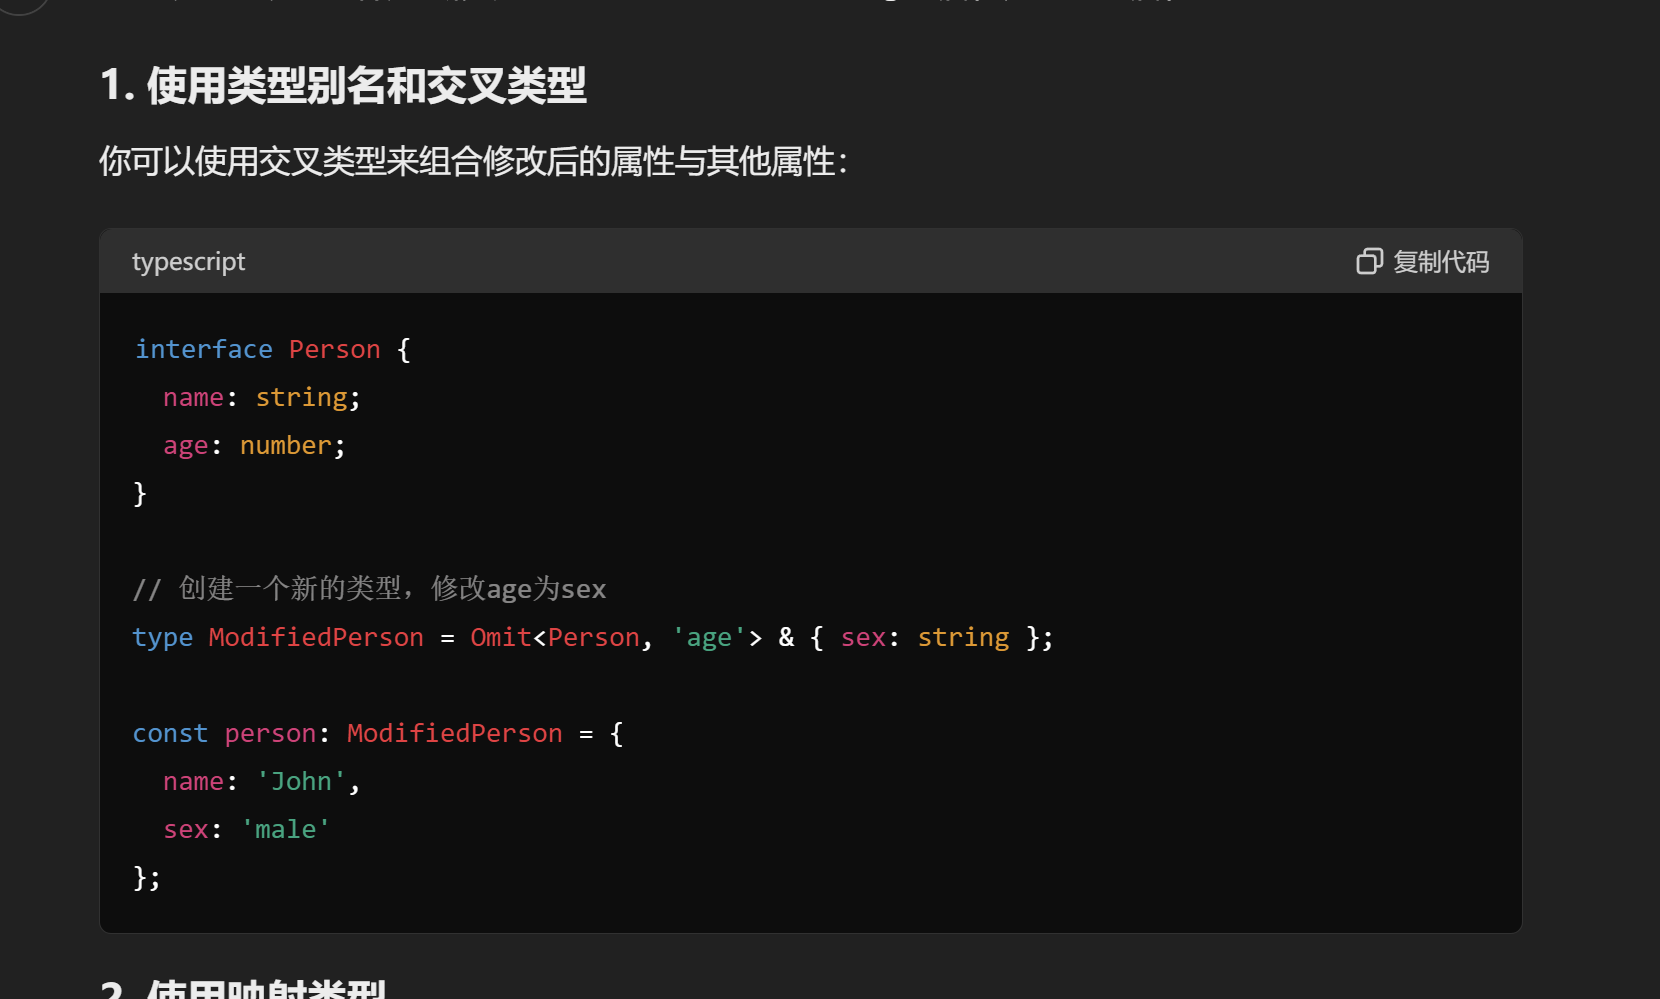 1. 使用类型别名和交叉类型
你可以使用交叉类型来组合修改后的属性与其他属性：
typescript
复制代码
interface Person {
  name: string;
  age: number;
}
// 创建一个新的类型，修改age为sex
type ModifiedPerson = Omit<Person, 'age'> & { sex: string };
const person: ModifiedPerson = {
  name: 'John',
  sex: 'male'
};
2. 使用映射类型